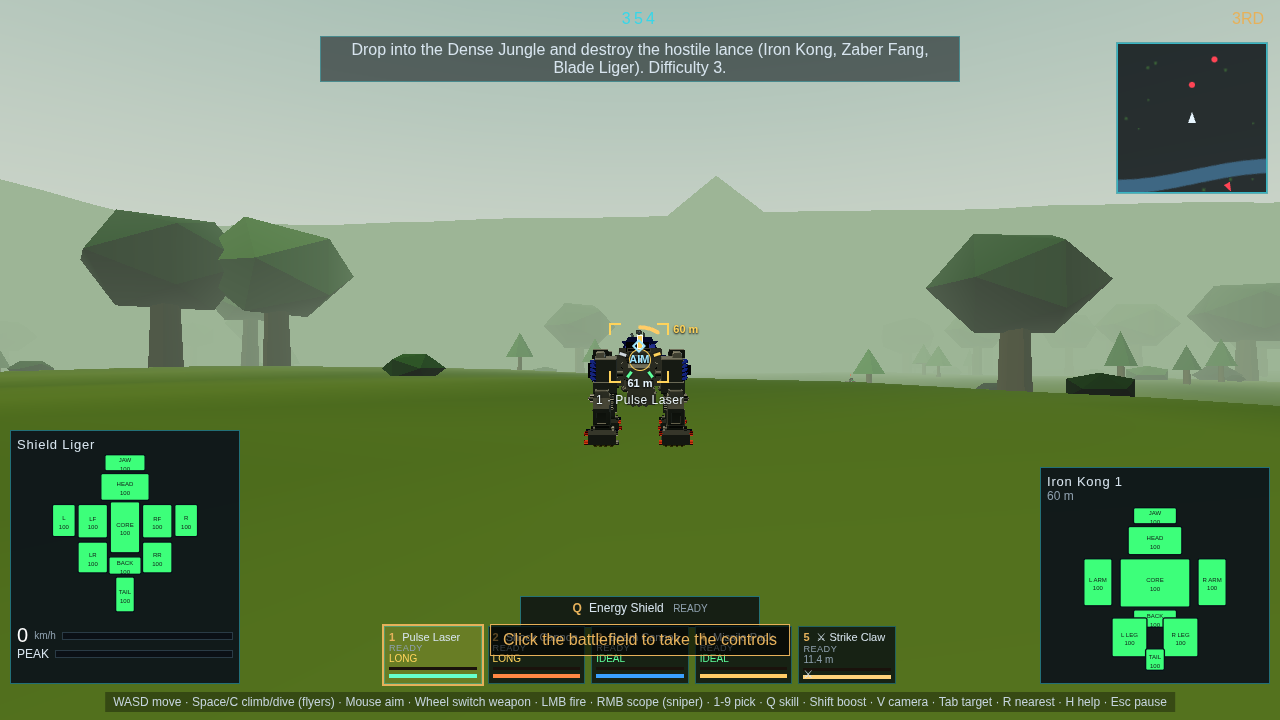 354
3RD
Drop into the Dense Jungle and destroy the hostile lance (Iron Kong, Zaber Fang,
Blade Liger). Difficulty 3.
60 m
AIM
61 m
1 · Pulse Laser
Shield Liger
JAW
100
HEAD
100
L
100
LF
100
CORE
100
RF
100
R
100
LR
100
BACK
100
RR
100
TAIL
100
0 km/h
PEAK
Iron Kong 1
60 m
JAW
100
HEAD
100
L ARM
100
CORE
100
R ARM
100
BACK
100
L LEG
100
R LEG
100
TAIL
100
Q Energy Shield READY
Click the battlefield to take the controls
1 Pulse Laser
READY
LONG
2
READY
LONG
READY
IDEAL
READY
IDEAL
5 ⚔ Strike Claw
READY
11.4 m
⚔
WASD move · Space/C climb/dive (flyers) · Mouse aim · Wheel switch weapon · LMB fire · RMB scope (sniper) · 1-9 pick · Q skill · Shift boost · V camera · Tab target · R nearest · H help · Esc pause